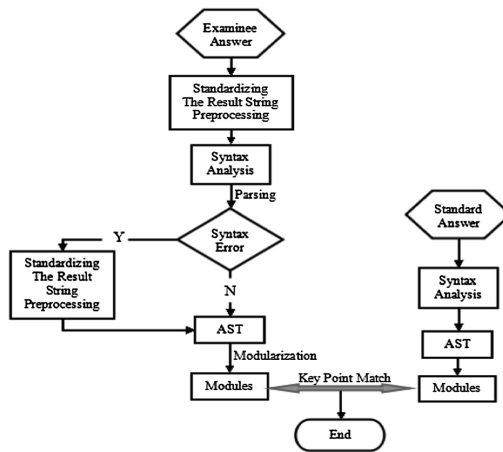 Examinee
Answer
Standardizing
The Result String
Preprocessing
Syntax
Analysis
Parsing
Syntax
Error
Y
N
Standardizing
The Result
String
Preprocessing
AST
Modularization
Modules
Key Point Match
End
Standard
Answer
Syntax
Analysis
AST
Modules